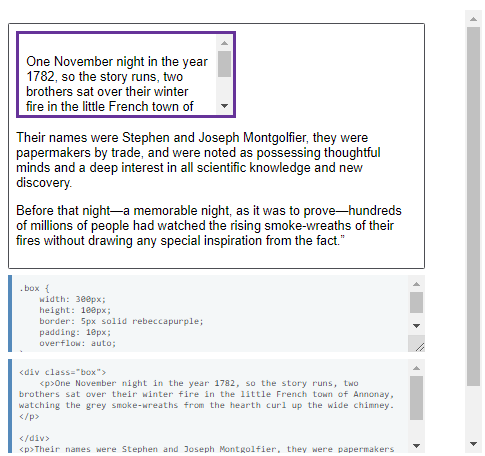 One November night in the year
1782, so the story runs, two
brothers sat over their winter
fire in the little French town of
Their names were Stephen and Joseph Montgolfier, they were
papermakers by trade, and were noted as possessing thoughtful
minds and a deep interest in all scientific knowledge and new
discovery.
Before that night—a memorable night, as it was to prove—hundreds
of millions of people had watched the rising smoke-wreaths of their
fires without drawing any special inspiration from the fact.”
.box {
    width: 300px;
    height: 100px;
    border: 5px solid rebeccapurple;
    padding: 10px;
    overflow: auto;
<div class="box">
    <p>One November night in the year 1782, so the story runs, two
brothers sat over their winter fire in the little French town of Annonay,
watching the grey smoke-wreaths from the hearth curl up the wide chimney.
</p>
</div>
<p>Their names were Stephen and Joseph Montgolfier, they were papermakers